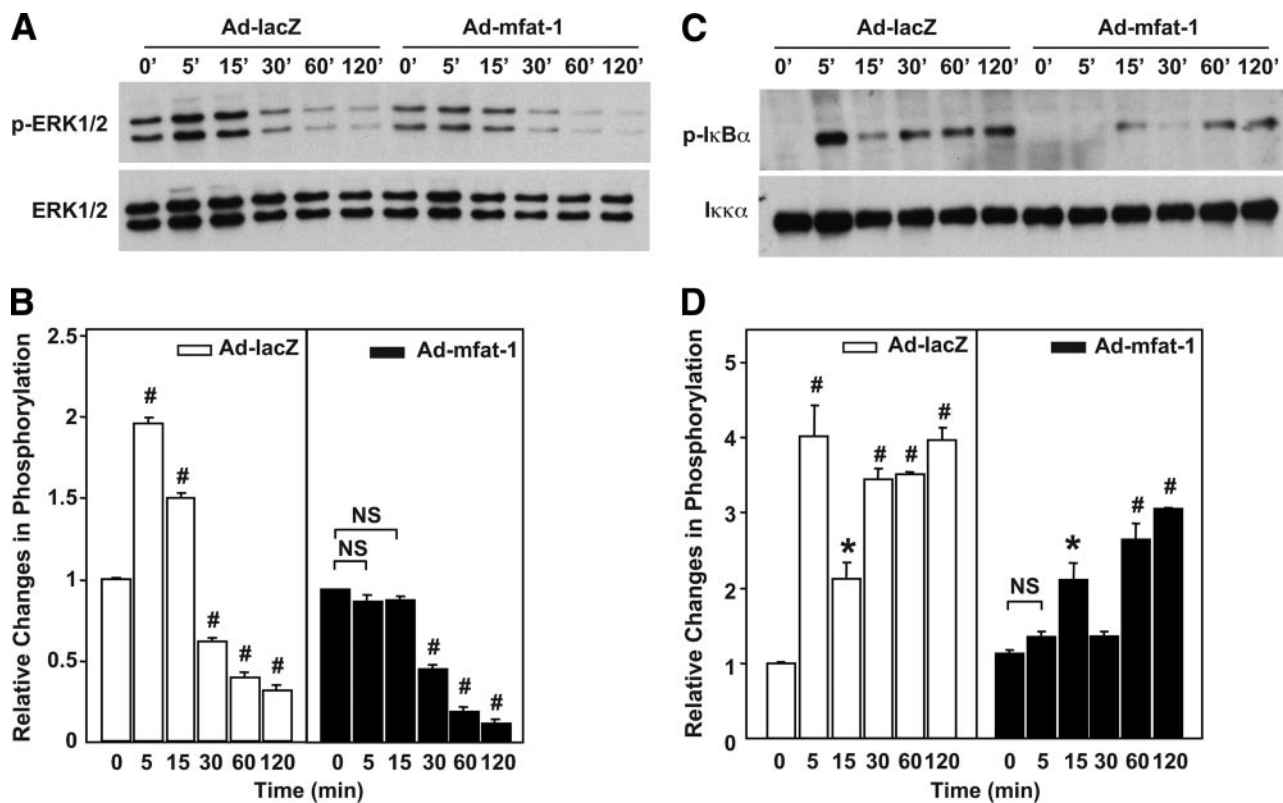 A
Ad-lacZ Ad-mfat-1
0' 5' 15' 30' 60' 120' 0' 5' 15' 30' 60' 120'
p-ERK1/2
ERK1/2
B
Relative Changes in Phosphorylation
2.5
2
1.5
1
0.5
0
Ad-lacZ
Ad-mfat-1
#
#
#
#
#
NS
NS
#
#
#
0 5 15 30 60 120 0 5 15 30 60 120
Time (min)
C
Ad-lacZ Ad-mfat-1
0' 5' 15' 30' 60' 120' 0' 5' 15' 30' 60' 120'
p-IκBα
Iκκα
D
Relative Changes in Phosphorylation
5
4
3
2
1
0
Ad-lacZ
Ad-mfat-1
#
*
#
#
#
NS
*
#
#
0 5 15 30 60 120 0 5 15 30 60 120
Time (min)